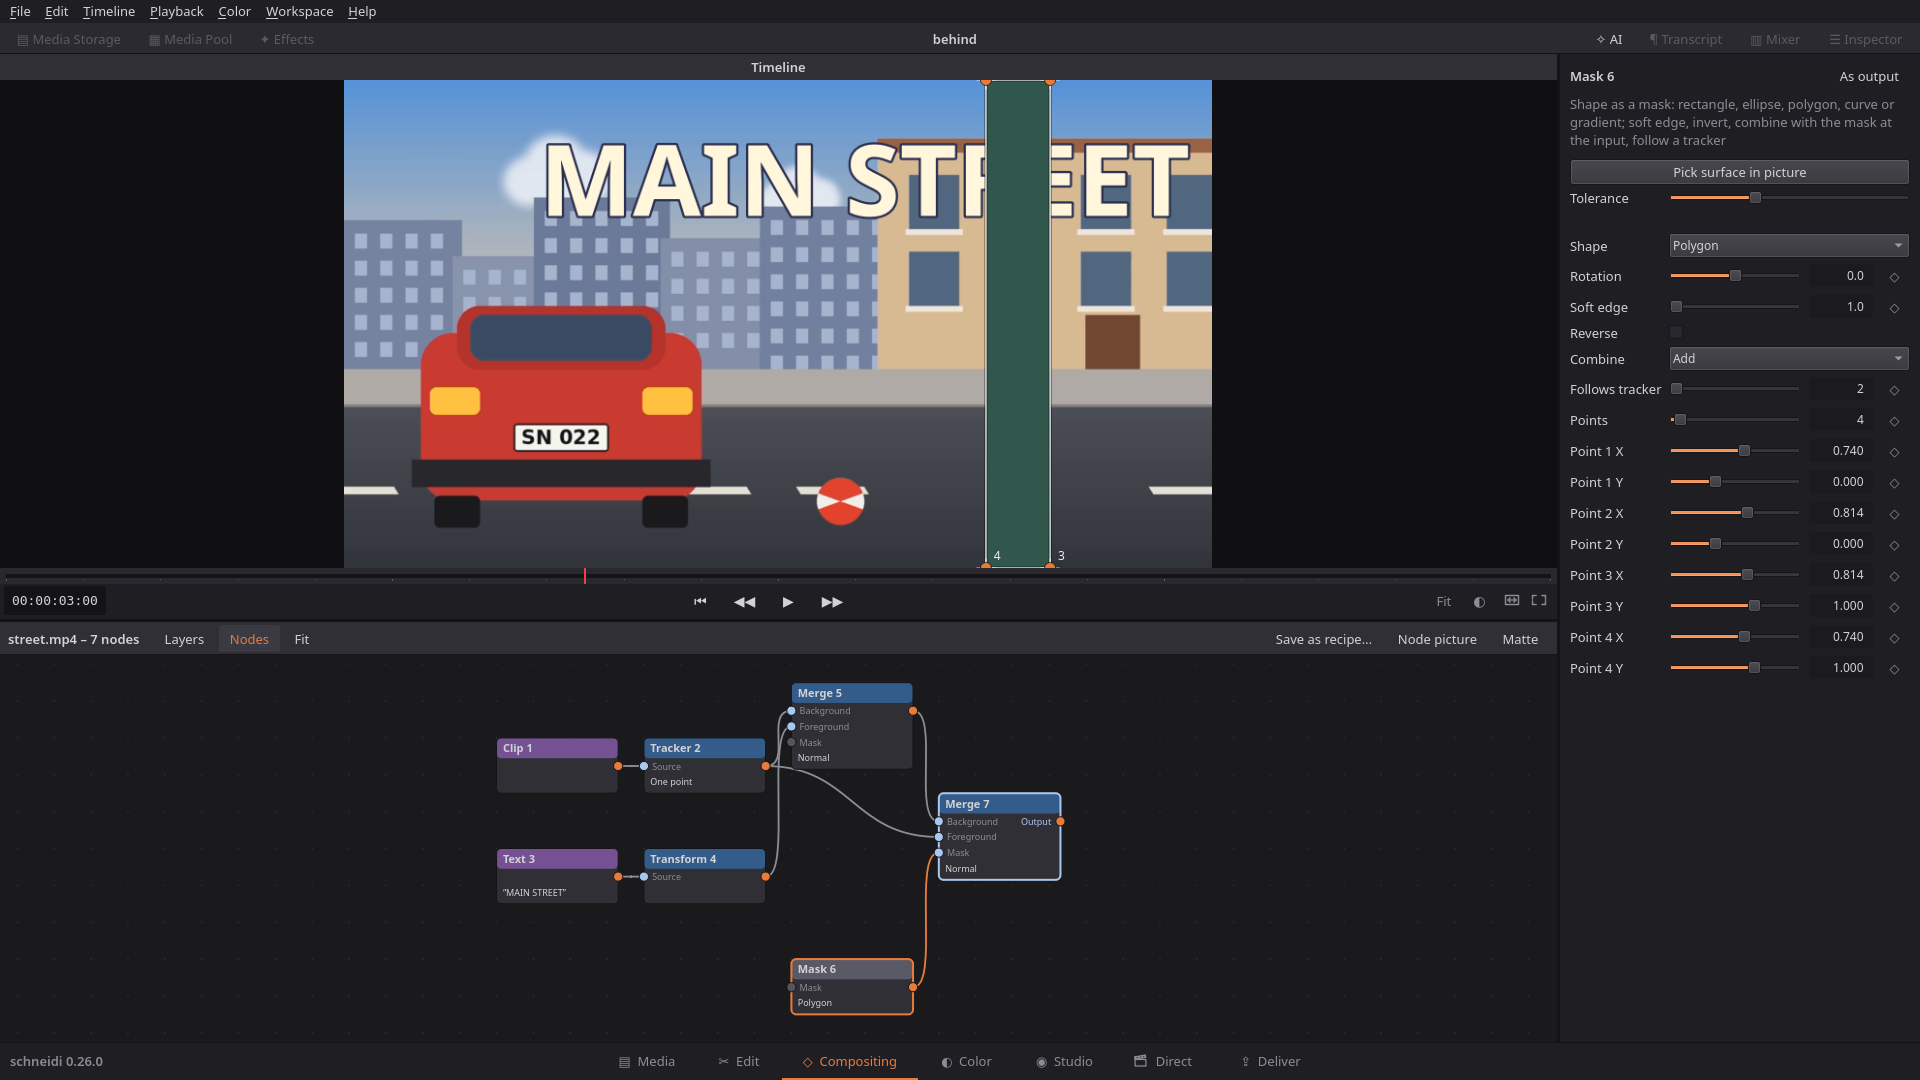 File Edit Timeline Playback Color Workspace Help
Media Storage Media Pool Effects behind AI Transcript Mixer Inspector
Timeline
MAIN STREET
SN 022
4 3
00:00:03:00 Fit
street.mp4 – 7 nodes Layers Nodes Fit Save as recipe... Node picture Matte
Merge 5
Background
Foreground
Mask
Normal
Clip 1
Tracker 2
Source
One point
Merge 7
Background Output
Foreground
Mask
Normal
Text 3
"MAIN STREET"
Transform 4
Source
Mask 6
Mask
Polygon
Mask 6 As output
Shape as a mask: rectangle, ellipse, polygon, curve or
gradient; soft edge, invert, combine with the mask at
the input, follow a tracker
Pick surface in picture
Tolerance
Shape Polygon
Rotation 0.0
Soft edge 1.0
Reverse
Combine Add
Follows tracker 2
Points 4
Point 1 X 0.740
Point 1 Y 0.000
Point 2 X 0.814
Point 2 Y 0.000
Point 3 X 0.814
Point 3 Y 1.000
Point 4 X 0.740
Point 4 Y 1.000
schneidi 0.26.0 Media Edit Compositing Color Studio Direct Deliver